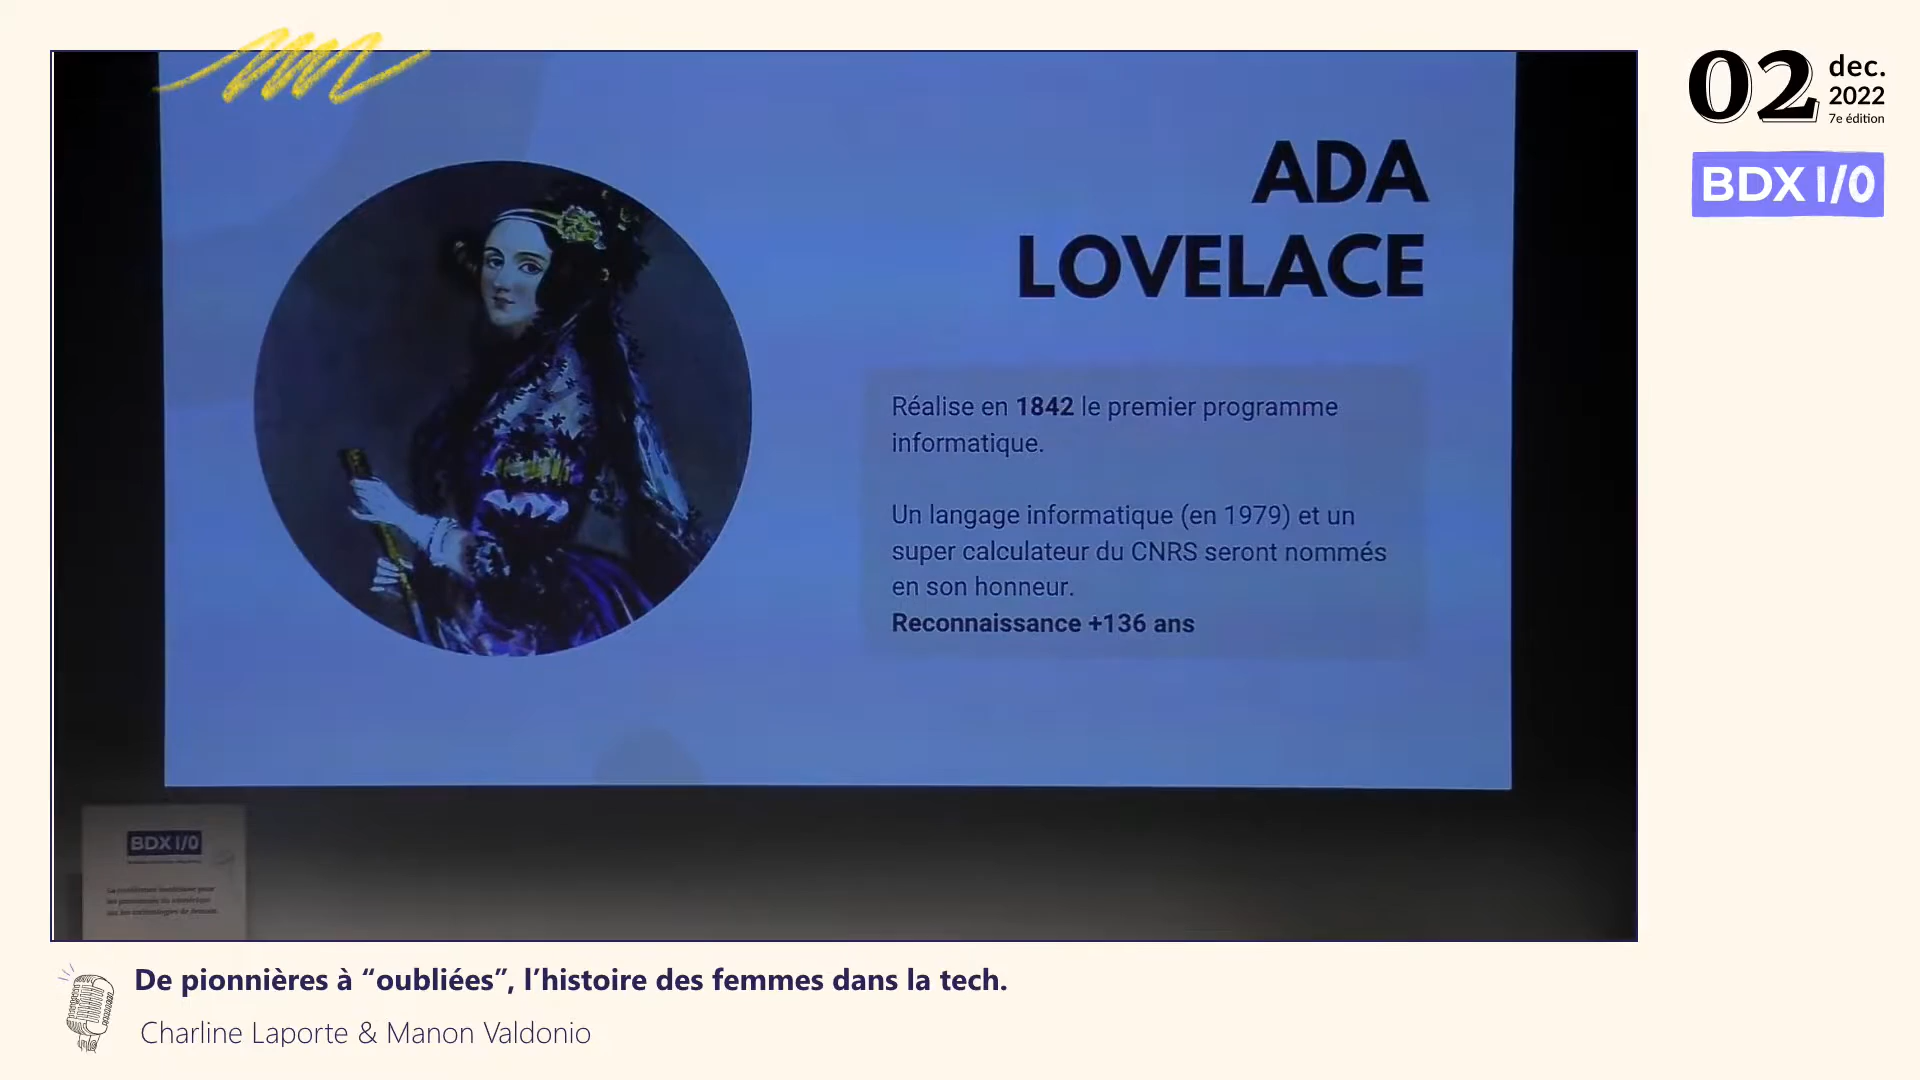 02
dec.
2022
7e édition
BDX I/O
ADA
LOVELACE
Réalise en 1842 le premier programme
informatique.
Un langage informatique (en 1979) et un
super calculateur du CNRS seront nommés
en son honneur.
Reconnaissance +136 ans
BDX I/O
De pionnières à “oubliées”, l’histoire des femmes dans la tech.
Charline Laporte & Manon Valdonio